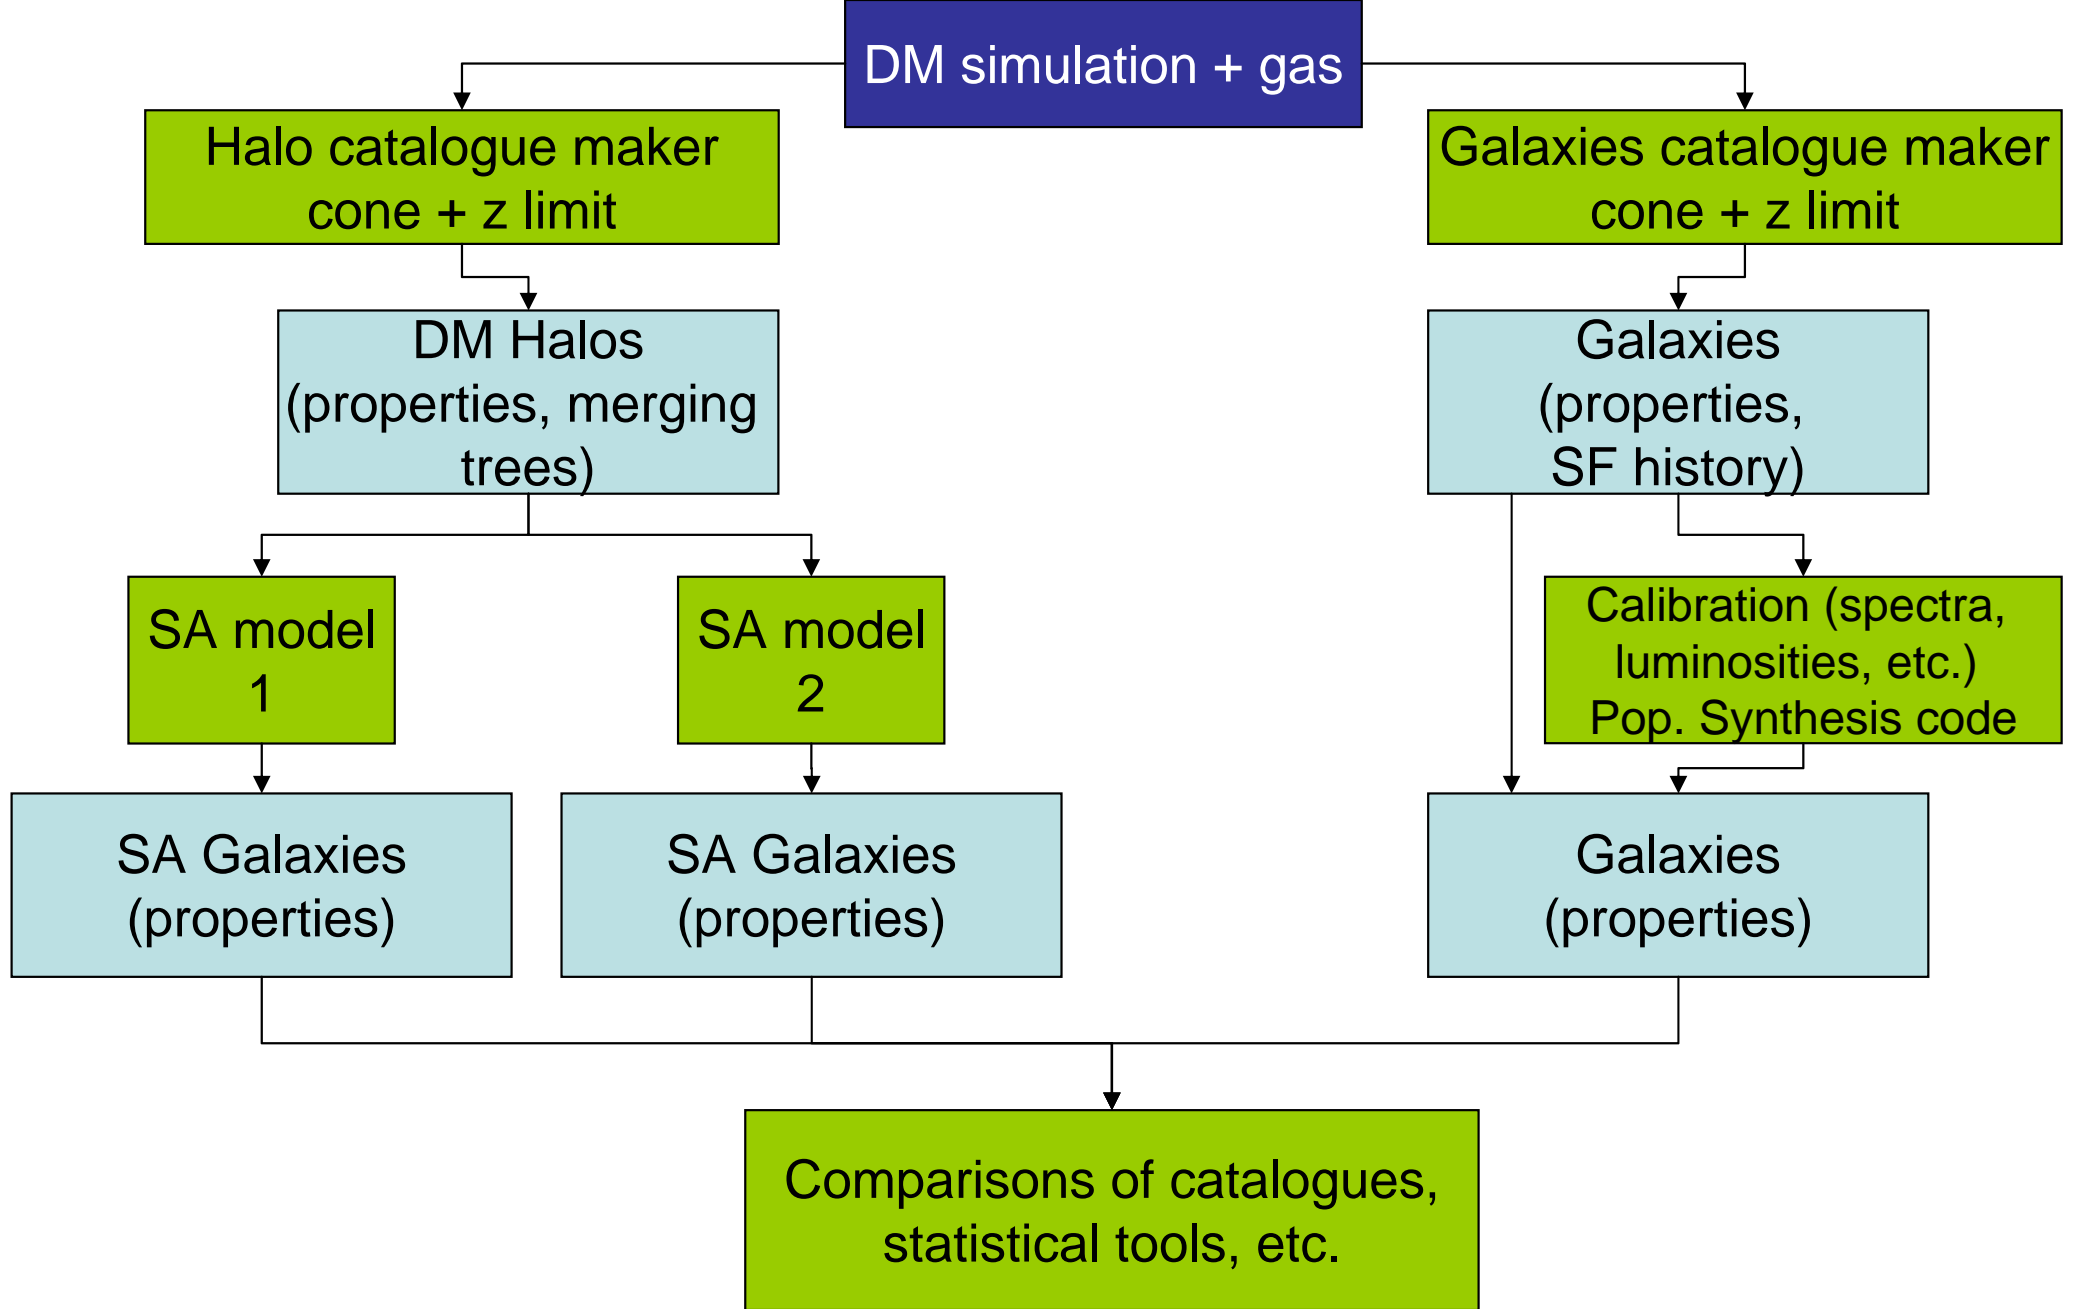 DM simulation + gas
Halo catalogue maker
cone + z limit
Galaxies catalogue maker
cone + z limit
DM Halos
(properties, merging
trees)
Galaxies
(properties,
SF history)
SA model
1
SA model
2
Calibration (spectra,
luminosities, etc.)
Pop. Synthesis code
SA Galaxies
(properties)
SA Galaxies
(properties)
Galaxies
(properties)
Comparisons of catalogues,
statistical tools, etc.